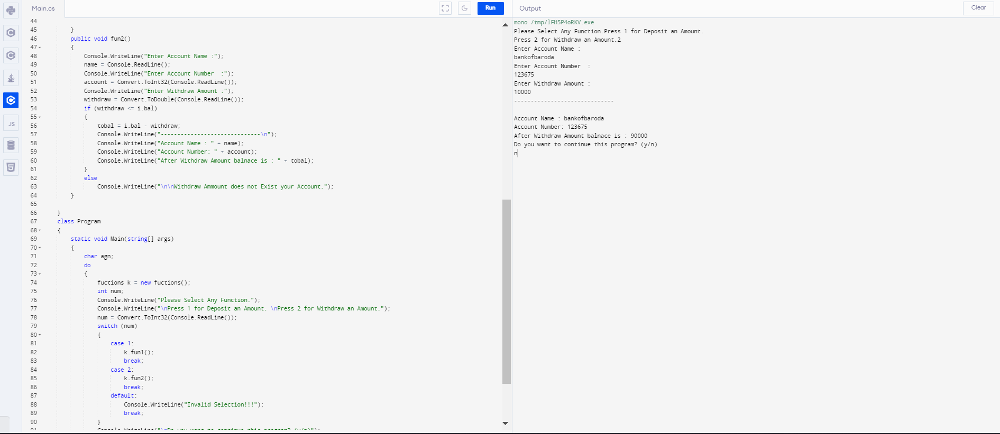 Main.cs
Run
Output
Clear
44
45 }
46 public void fun2()
47 {
48 Console.WriteLine("Enter Account Name :");
49 name = Console.ReadLine();
50 Console.WriteLine("Enter Account Number  :");
51 account = Convert.ToInt32(Console.ReadLine());
52 Console.WriteLine("Enter Withdraw Amount :");
53 withdraw = Convert.ToDouble(Console.ReadLine());
54 if (withdraw <= i.bal)
55 {
56 tobal = i.bal - withdraw;
57 Console.WriteLine("------------------------------\n");
58 Console.WriteLine("Account Name : " + name);
59 Console.WriteLine("Account Number: " + account);
60 Console.WriteLine("After Withdraw Amount balnace is : " + tobal);
61 }
62 else
63 Console.WriteLine("\n\nWithdraw Ammount does not Exist your Account.");
64 }
65
66 }
67 class Program
68 {
69 static void Main(string[] args)
70 {
71 char agn;
72 do
73 {
74 fuctions k = new fuctions();
75 int num;
76 Console.WriteLine("Please Select Any Function.");
77 Console.WriteLine("\nPress 1 for Deposit an Amount. \nPress 2 for Withdraw an Amount.");
78 num = Convert.ToInt32(Console.ReadLine());
79 switch (num)
80 {
81 case 1:
82 k.fun1();
83 break;
84 case 2:
85 k.fun2();
86 break;
87 default:
88 Console.WriteLine("Invalid Selection!!!");
89 break;
90 }
91 Console.WriteLine("\nDo you want to continue this program? (y/n)");
mono /tmp/lFH5P4oRKV.exe
Please Select Any Function.Press 1 for Deposit an Amount.
Press 2 for Withdraw an Amount.2
Enter Account Name :
bankofbaroda
Enter Account Number  :
123675
Enter Withdraw Amount :
10000
------------------------------
Account Name : bankofbaroda
Account Number: 123675
After Withdraw Amount balnace is : 90000
Do you want to continue this program? (y/n)
n
JS